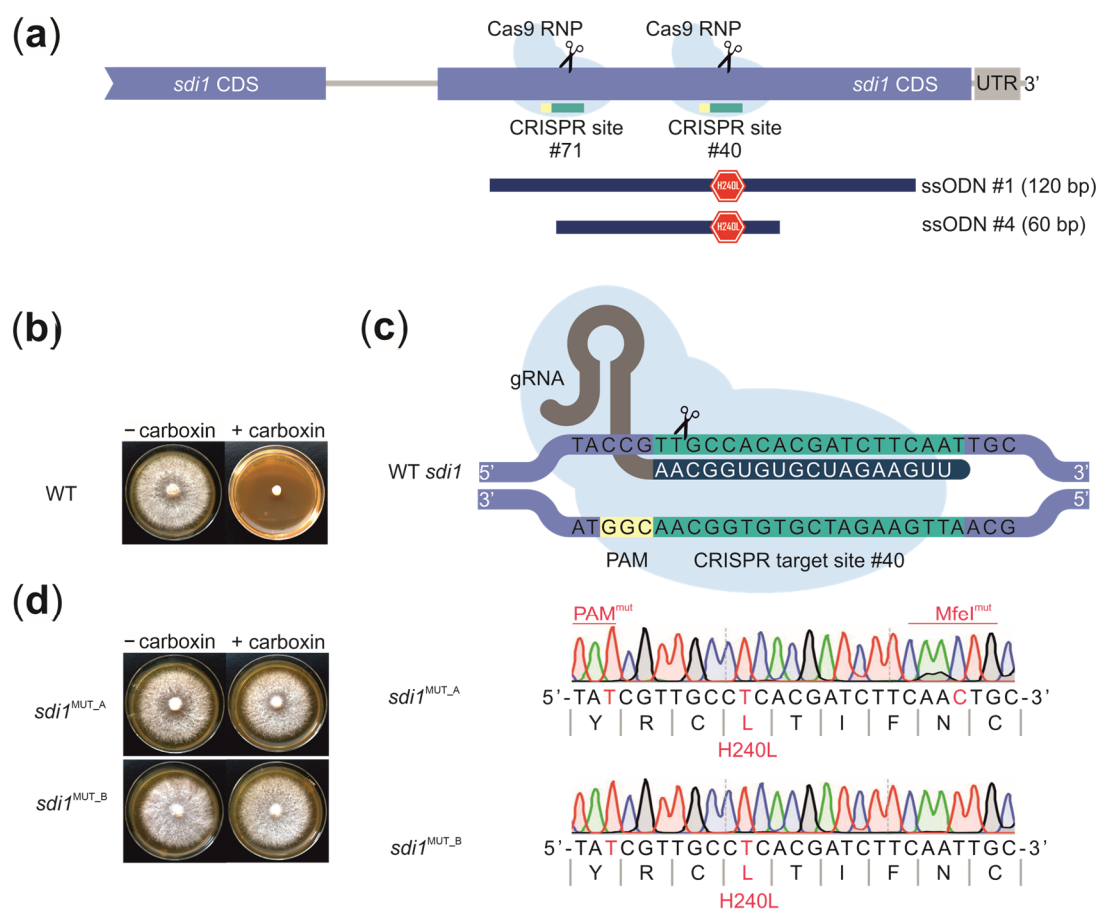 (a)
Cas9 RNP
Cas9 RNP
sdi1 CDS
sdi1 CDS
UTR 3’
CRISPR site
#71
CRISPR site
#40
H240L
ssODN #1 (120 bp)
H240L
ssODN #4 (60 bp)
(b)
− carboxin + carboxin
WT
(c)
gRNA
TACCGTTGCCACACGATCTTCAATTGC
WT sdi1
AACGGUGUGCUAGAAGUU
5’
3’
3’
5’
ATGGCAACGGTGTGCTAGAAGTTAACG
PAM
CRISPR target site #40
(d)
− carboxin + carboxin
sdi1MUT_A
sdi1MUT_B
PAMmut
MfeImut
sdi1MUT_A
5’-TATCGTTGCCTCACGATCTTCAACTGC-3’
Y R C L T I F N C
H240L
sdi1MUT_B
5’-TATCGTTGCCTCACGATCTTCAATTGC-3’
Y R C L T I F N C
H240L